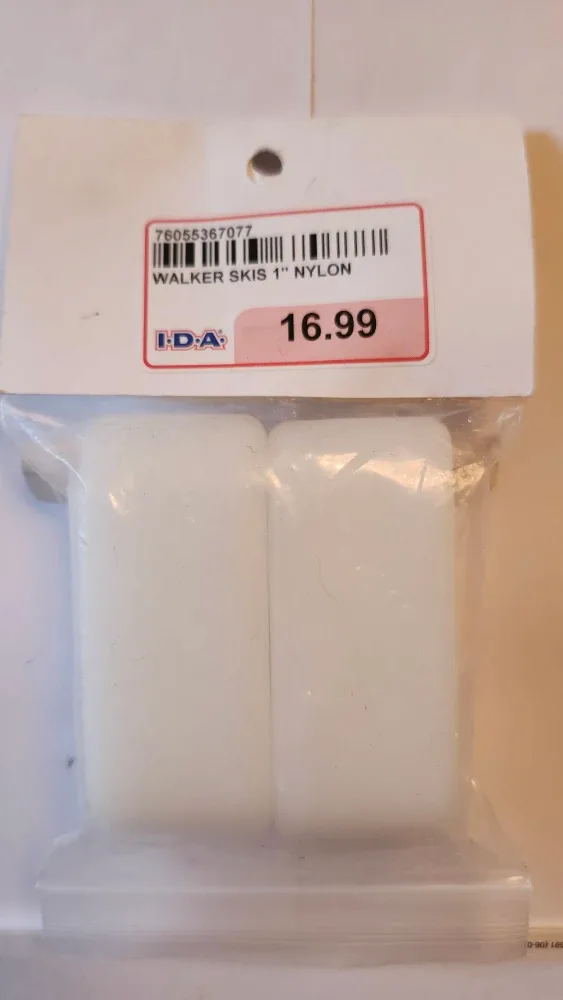 76055367077
WALKER SKIS 1" NYLON
I·D·A·
16.99